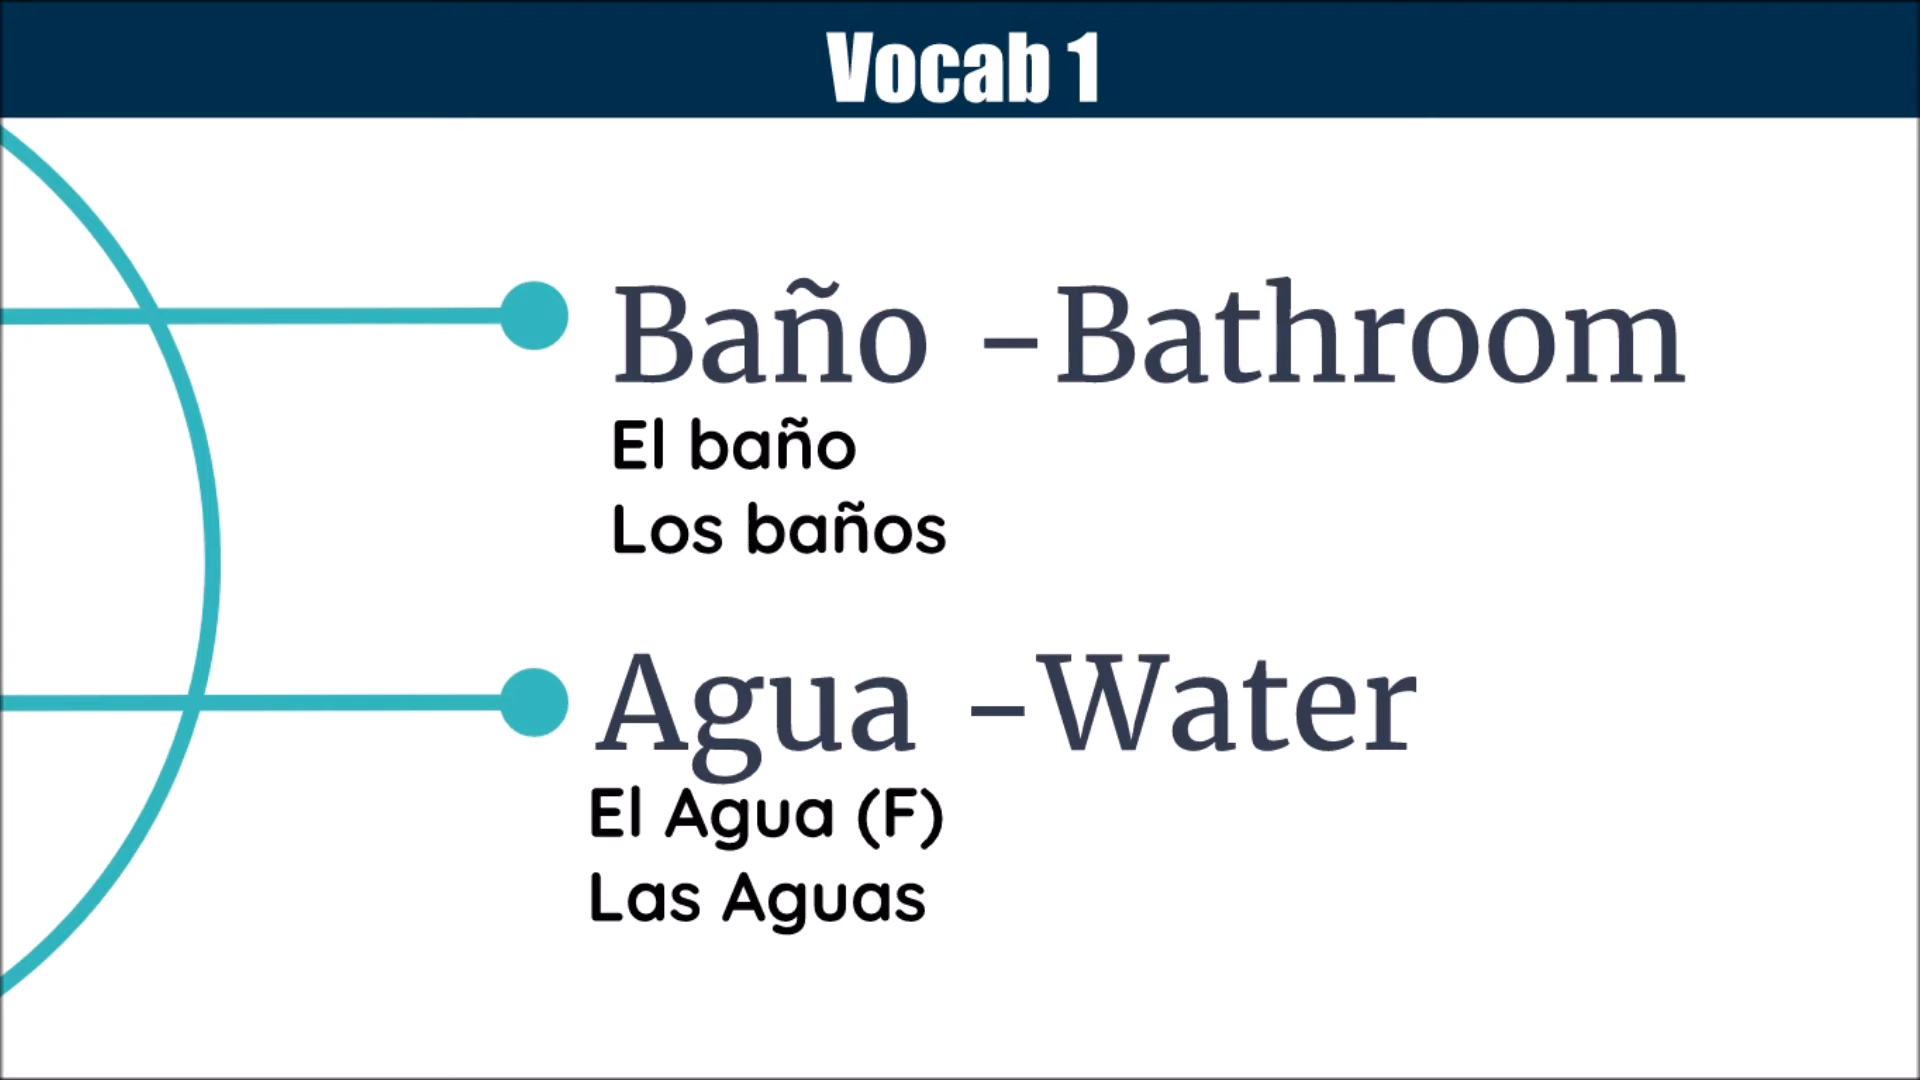 Vocab 1
Baño -Bathroom
El baño
Los baños
Agua -Water
El Agua (F)
Las Aguas